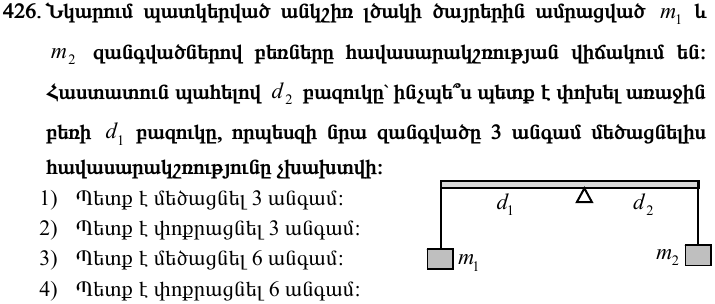 426. Նկարում պատկերված անկշիռ լծակի ծայրերին ամրացված m₁ և
m₂ զանգվածներով բեռները հավասարակշռության վիճակում են:
Հաստատուն պահելով d₂ բազուկը՝ ինչպե՞ս պետք է փոխել առաջին
բեռի d₁ բազուկը, որպեսզի նրա զանգվածը 3 անգամ մեծացնելիս
հավասարակշռությունը չխախտվի:
1) Պետք է մեծացնել 3 անգամ:
2) Պետք է փոքրացնել 3 անգամ:
3) Պետք է մեծացնել 6 անգամ:
4) Պետք է փոքրացնել 6 անգամ:
d₁ d₂
m₁ m₂